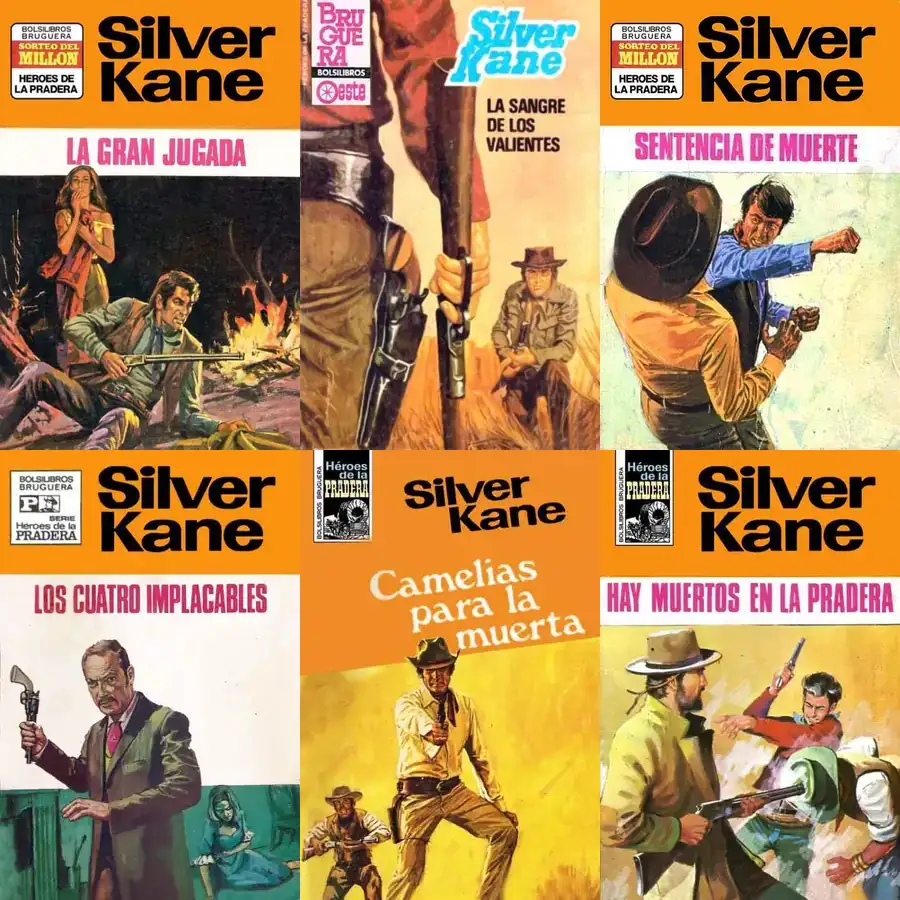 BOLSILIBROS
BRUGUERA
SORTEO DEL
MILLON
HEROES DE
LA PRADERA
Silver
Kane
LA GRAN JUGADA
HEROES DE LA PRADERA
BRU
GUE
RA
BOLSILIBROS
Oeste
Silver
Kane
LA SANGRE
DE LOS
VALIENTES
BOLSILIBROS
BRUGUERA
SORTEO DEL
MILLON
HEROES DE
LA PRADERA
Silver
Kane
SENTENCIA DE MUERTE
BOLSILIBROS
BRUGUERA
SERIE
Héroes de la
PRADERA
Silver
Kane
LOS CUATRO IMPLACABLES
BOLSILIBROS BRUGUERA
Héroes
de la
PRADERA
Silver
Kane
Camelias
para la
muerta
BOLSILIBROS BRUGUERA
Héroes
de la
PRADERA
Silver
Kane
HAY MUERTOS EN LA PRADERA